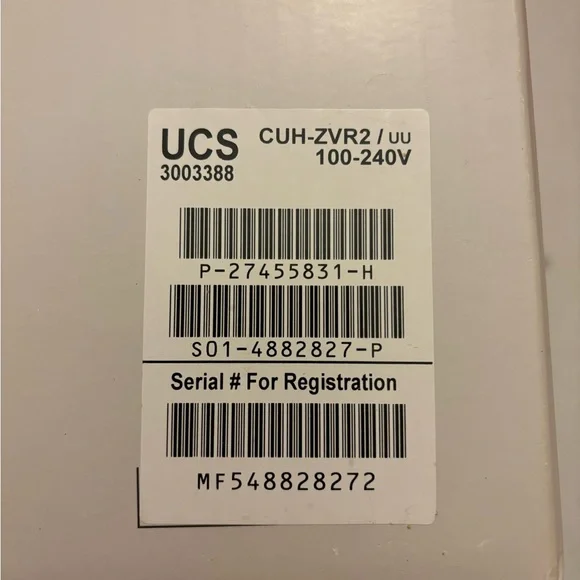 UCS CUH-ZVR2 / UU
3003388 100-240V
P-27455831-H
S01-4882827-P
Serial # For Registration
MF548828272